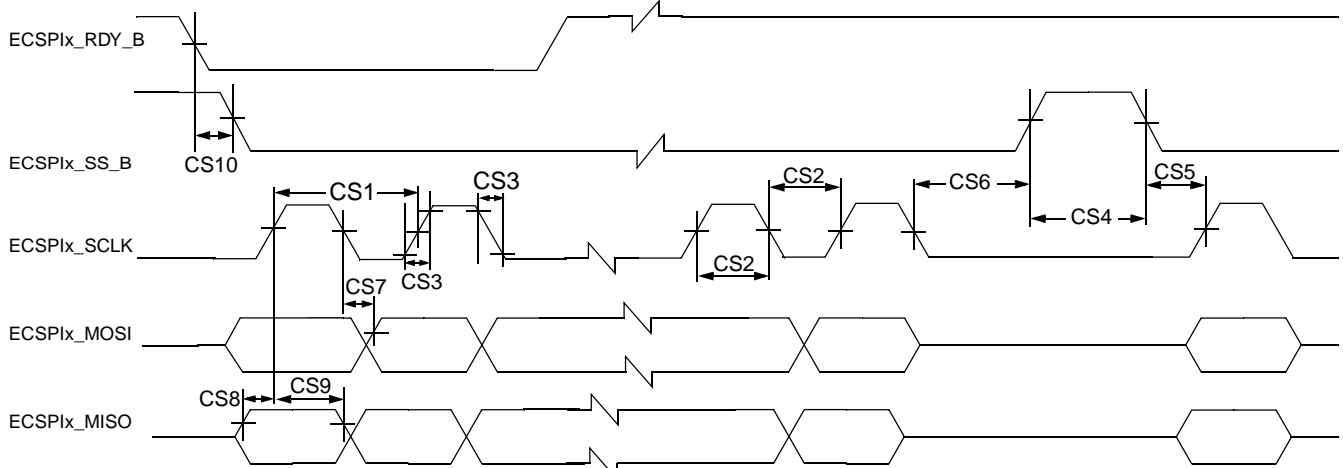 ECSPIx_RDY_B
CS10
ECSPIx_SS_B
CS1
CS3
CS2
CS6
CS5
CS4
ECSPIx_SCLK
CS3
CS2
CS7
ECSPIx_MOSI
CS8
CS9
ECSPIx_MISO